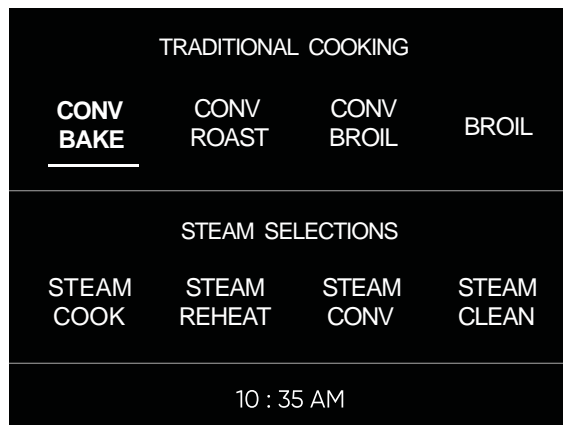 TRADITIONAL COOKING
CONV CONV CONV
BAKE ROAST BROIL BROIL
STEAM SELECTIONS
STEAM STEAM STEAM STEAM
COOK REHEAT CONV CLEAN
10 : 35 AM